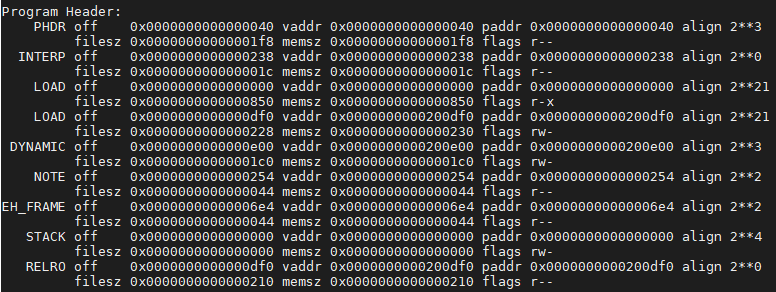 Program Header:
    PHDR off    0x0000000000000040 vaddr 0x0000000000000040 paddr 0x0000000000000040 align 2**3
         filesz 0x00000000000001f8 memsz 0x00000000000001f8 flags r--
  INTERP off    0x0000000000000238 vaddr 0x0000000000000238 paddr 0x0000000000000238 align 2**0
         filesz 0x000000000000001c memsz 0x000000000000001c flags r--
    LOAD off    0x0000000000000000 vaddr 0x0000000000000000 paddr 0x0000000000000000 align 2**21
         filesz 0x0000000000000850 memsz 0x0000000000000850 flags r-x
    LOAD off    0x0000000000000df0 vaddr 0x0000000000200df0 paddr 0x0000000000200df0 align 2**21
         filesz 0x0000000000000228 memsz 0x0000000000000230 flags rw-
 DYNAMIC off    0x0000000000000e00 vaddr 0x0000000000200e00 paddr 0x0000000000200e00 align 2**3
         filesz 0x00000000000001c0 memsz 0x00000000000001c0 flags rw-
    NOTE off    0x0000000000000254 vaddr 0x0000000000000254 paddr 0x0000000000000254 align 2**2
         filesz 0x0000000000000044 memsz 0x0000000000000044 flags r--
EH_FRAME off    0x00000000000006e4 vaddr 0x00000000000006e4 paddr 0x00000000000006e4 align 2**2
         filesz 0x0000000000000044 memsz 0x0000000000000044 flags r--
   STACK off    0x0000000000000000 vaddr 0x0000000000000000 paddr 0x0000000000000000 align 2**4
         filesz 0x0000000000000000 memsz 0x0000000000000000 flags rw-
   RELRO off    0x0000000000000df0 vaddr 0x0000000000200df0 paddr 0x0000000000200df0 align 2**0
         filesz 0x0000000000000210 memsz 0x0000000000000210 flags r--